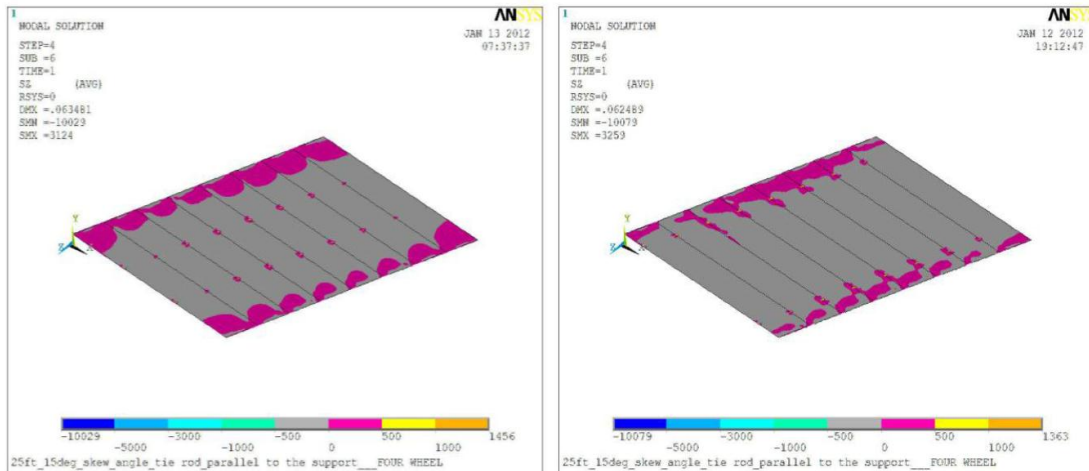 1
ANSYS
NODAL SOLUTION
JAN 13 2012
07:37:37
STEP=4
SUB =6
TIME=1
SZ (AVG)
RSYS=0
DMX =.063481
SMN =-10029
SMX =3124
Y
Z X
-10029 -5000 -3000 -1000 -500 0 500 1000 1456
25ft_15deg_skew_angle_tie rod_parallel to the support___FOUR WHEEL
1
ANSYS
NODAL SOLUTION
JAN 12 2012
19:12:47
STEP=4
SUB =6
TIME=1
SZ (AVG)
RSYS=0
DMX =.062489
SMN =-10079
SMX =3259
Y
Z X
-10079 -5000 -3000 -1000 -500 0 500 1000 1363
25ft_15deg_skew_angle_tie rod_parallel to the support___FOUR WHEEL